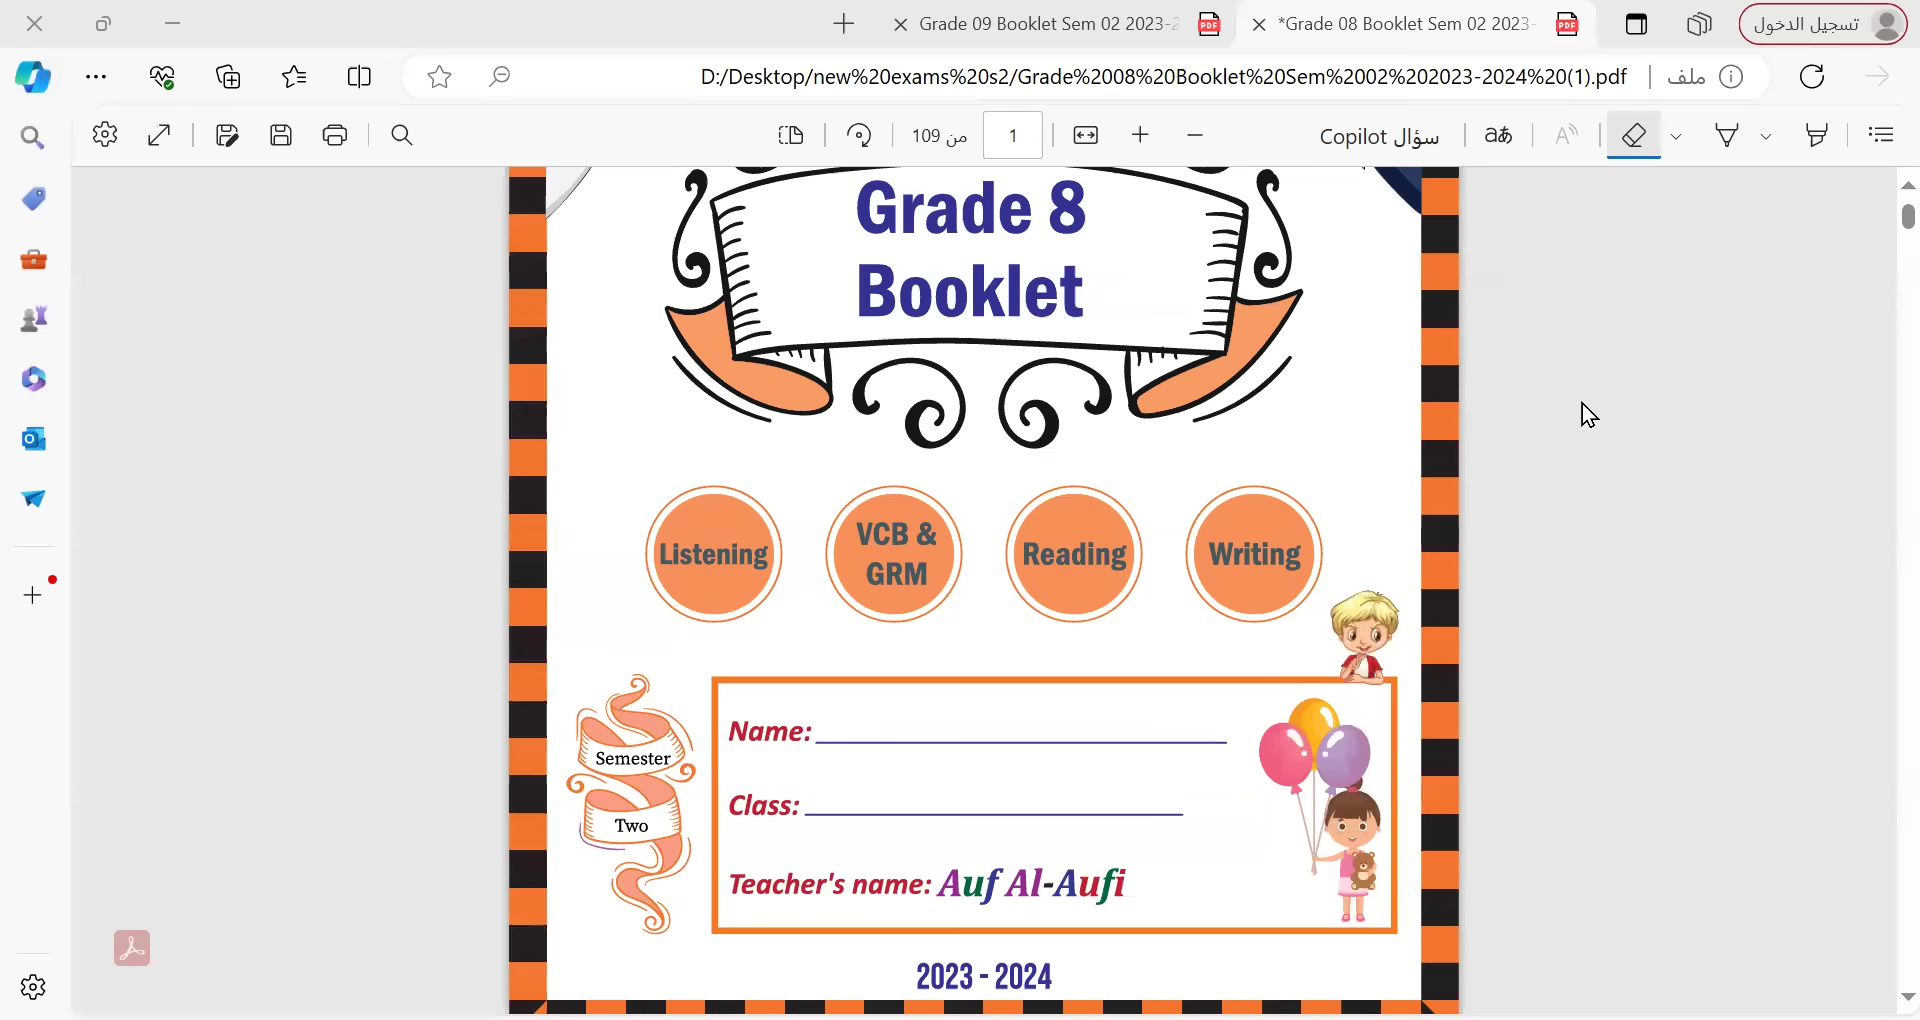 Grade 09 Booklet Sem 02 2023-2
*Grade 08 Booklet Sem 02 2023-
تسجيل الدخول
D:/Desktop/new%20exams%20s2/Grade%2008%20Booklet%20Sem%2002%202023-2024%20(1).pdf
ملف
109 من
1
سؤال Copilot
Grade 8
Booklet
Listening
VCB &
GRM
Reading
Writing
Semester
Two
Name:
Class:
Teacher's name: Auf Al-Aufi
2023 - 2024